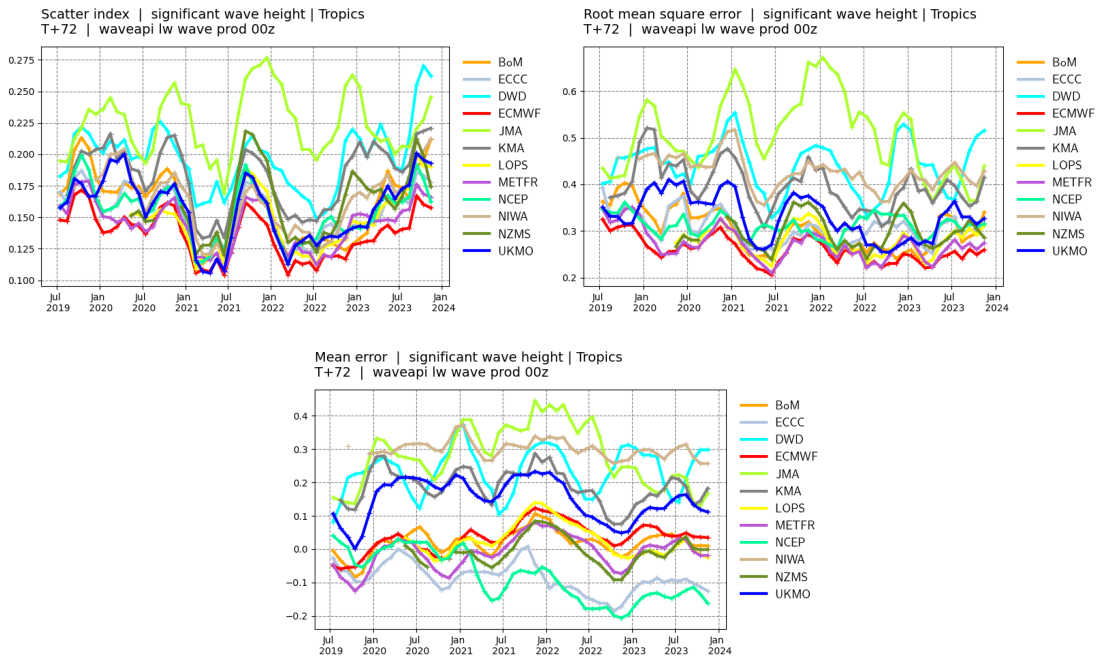 Scatter index | significant wave height | Tropics
T+72 | waveapi lw wave prod 00z
0.275
0.250
0.225
0.200
0.175
0.150
0.125
0.100
Jul 2019
Jan 2020
Jul 2020
Jan 2021
Jul 2021
Jan 2022
Jul 2022
Jan 2023
Jul 2023
Jan 2024
BoM
ECCC
DWD
ECMWF
JMA
KMA
LOPS
METFR
NCEP
NIWA
NZMS
UKMO
Root mean square error | significant wave height | Tropics
T+72 | waveapi lw wave prod 00z
0.6
0.5
0.4
0.3
0.2
Jul 2019
Jan 2020
Jul 2020
Jan 2021
Jul 2021
Jan 2022
Jul 2022
Jan 2023
Jul 2023
Jan 2024
BoM
ECCC
DWD
ECMWF
JMA
KMA
LOPS
METFR
NCEP
NIWA
NZMS
UKMO
Mean error | significant wave height | Tropics
T+72 | waveapi lw wave prod 00z
0.4
0.3
0.2
0.1
0.0
−0.1
−0.2
Jul 2019
Jan 2020
Jul 2020
Jan 2021
Jul 2021
Jan 2022
Jul 2022
Jan 2023
Jul 2023
Jan 2024
BoM
ECCC
DWD
ECMWF
JMA
KMA
LOPS
METFR
NCEP
NIWA
NZMS
UKMO